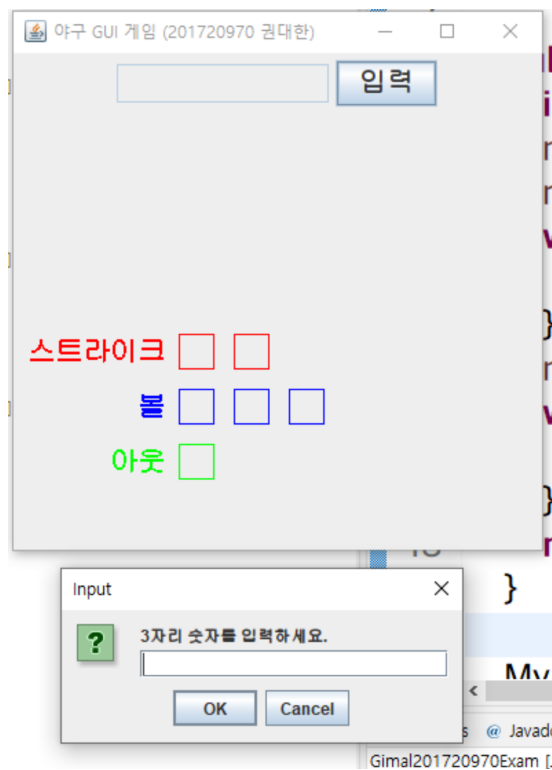 야구 GUI 게임 (201720970 권대한)
입력
스트라이크
볼
아웃
Input
?
3자리 숫자를 입력하세요.
OK Cancel
}
}
}
@ Javado
Gimal201720970Exam [